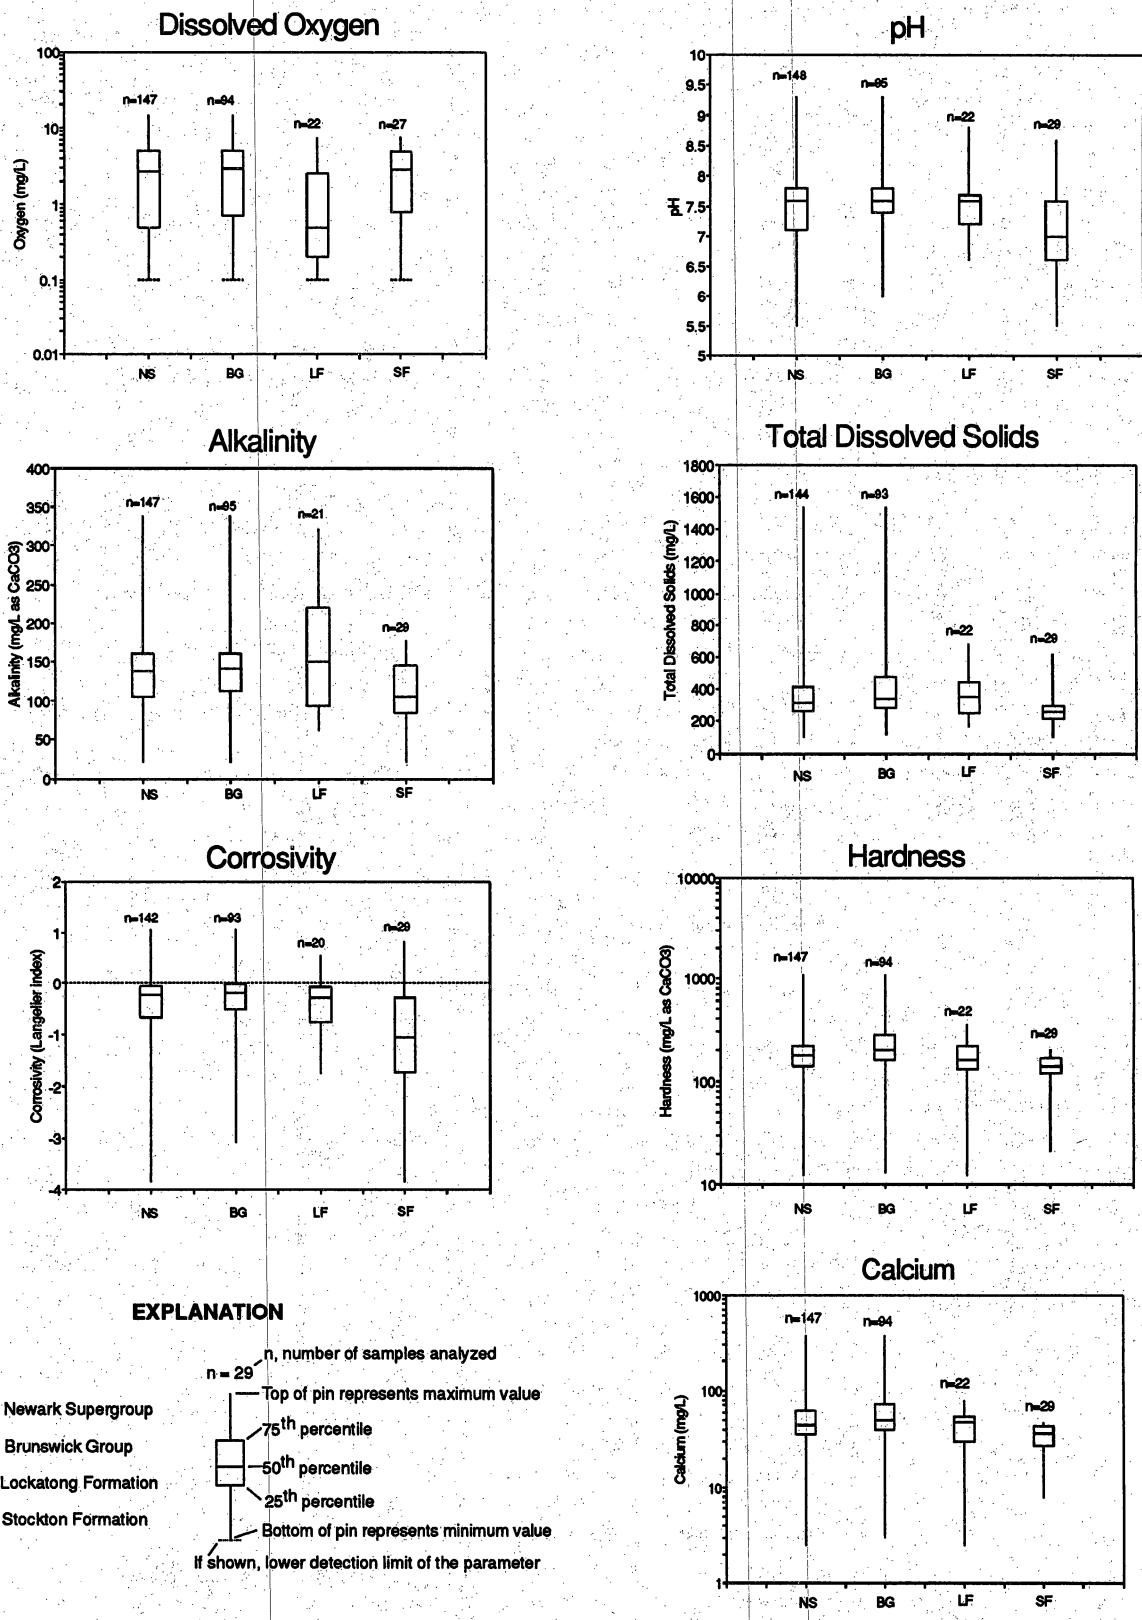 Dissolved Oxygen
100
10
1
0.1
0.01
Oxygen (mg/L)
n=147
n=94
n=22
n=27
NS
BG
LF
SF
pH
10
9.5
9
8.5
8
7.5
7
6.5
6
5.5
5
pH
n=148
n=95
n=22
n=29
NS
BG
LF
SF
Alkalinity
400
350
300
250
200
150
100
50
0
Alkalinity (mg/L as CaCO3)
n=147
n=95
n=21
n=29
NS
BG
LF
SF
Total Dissolved Solids
1800
1600
1400
1200
1000
800
600
400
200
0
Total Dissolved Solids (mg/L)
n=144
n=93
n=22
n=29
NS
BG
LF
SF
Corrosivity
2
1
0
-1
-2
-3
-4
Corrosivity (Langelier index)
n=142
n=93
n=20
n=29
NS
BG
LF
SF
Hardness
10000
1000
100
10
Hardness (mg/L as CaCO3)
n=147
n=94
n=22
n=29
NS
BG
LF
SF
Calcium
1000
100
10
1
Calcium (mg/L)
n=147
n=94
n=22
n=29
NS
BG
LF
SF
EXPLANATION
n = 29
n, number of samples analyzed
Top of pin represents maximum value
75th percentile
50th percentile
25th percentile
Bottom of pin represents minimum value
If shown, lower detection limit of the parameter
Newark Supergroup
Brunswick Group
Lockatong Formation
Stockton Formation